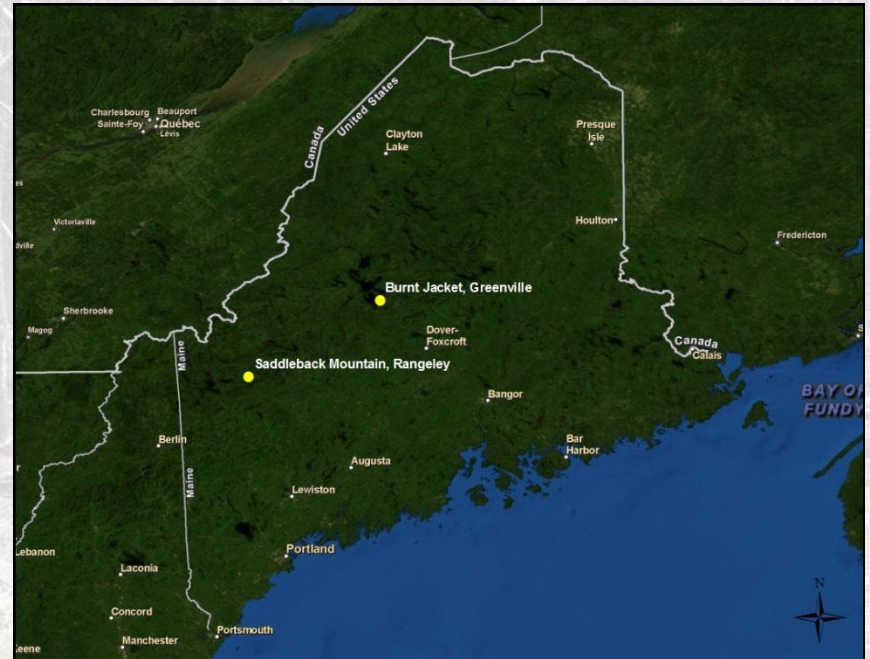 Charlesbourg
Beauport
Sainte-Foy
Québec
Lévis
Canada
United States
Clayton
Lake
Presque
Isle
Victoriaville
Houlton
Fredericton
dville
Burnt Jacket, Greenville
Sherbrooke
Magog
Dover-
Foxcroft
Maine
Canada
Calais
Saddleback Mountain, Rangeley
Bangor
BAY OF
FUNDY
Berlin
Bar
Harbor
Augusta
Maine
Lewiston
Lebanon
Portland
Laconia
N
Concord
Portsmouth
Manchester
Keene